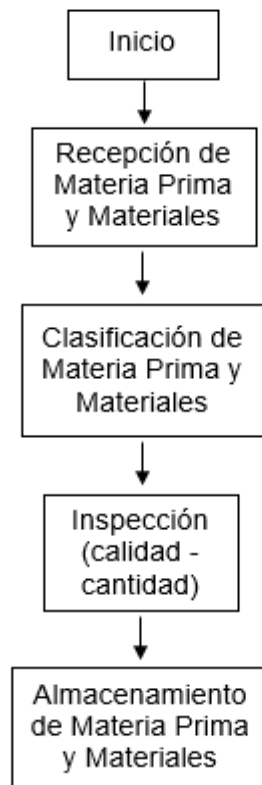 Inicio
Recepción de
Materia Prima
y Materiales
Clasificación de
Materia Prima y
Materiales
Inspección
(calidad -
cantidad)
Almacenamiento
de Materia Prima
y Materiales